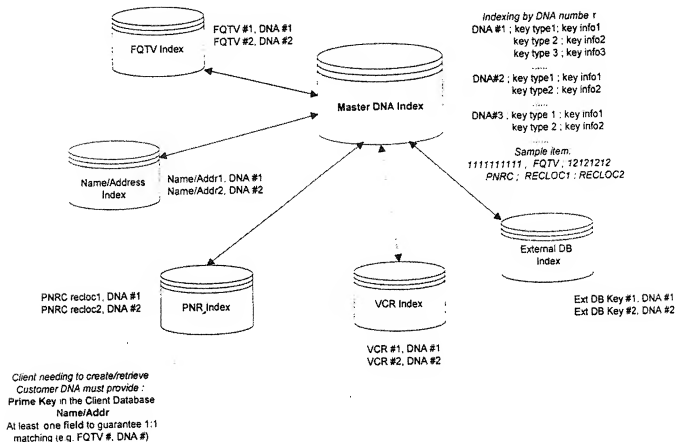 FQTV Index
FQTV #1, DNA #1
FQTV #2, DNA #2
Master DNA Index
Indexing by DNA number
DNA #1 ; key type1; key info1
key type 2 ; key info2
key type 3 ; key info3
......
DNA#2 ; key type1 ; key info1
key type2 ; key info2
......
DNA#3 ; key type 1 ; key info1
key type 2 ; key info2
......
Sample item.
1111111111 , FQTV , 12121212
PNRC ; RECLOC1 : RECLOC2
Name/Address
Index
Name/Addr1, DNA #1
Name/Addr2, DNA #2
External DB
Index
Ext DB Key #1, DNA #1
Ext DB Key #2, DNA #2
PNRC recloc1, DNA #1
PNRC recloc2, DNA #2
PNR Index
VCR Index
VCR #1, DNA #1
VCR #2, DNA #2
Client needing to create/retrieve
Customer DNA must provide :
Prime Key in the Client Database
Name/Addr
At least one field to guarantee 1:1
matching (e.g. FQTV #, DNA #)